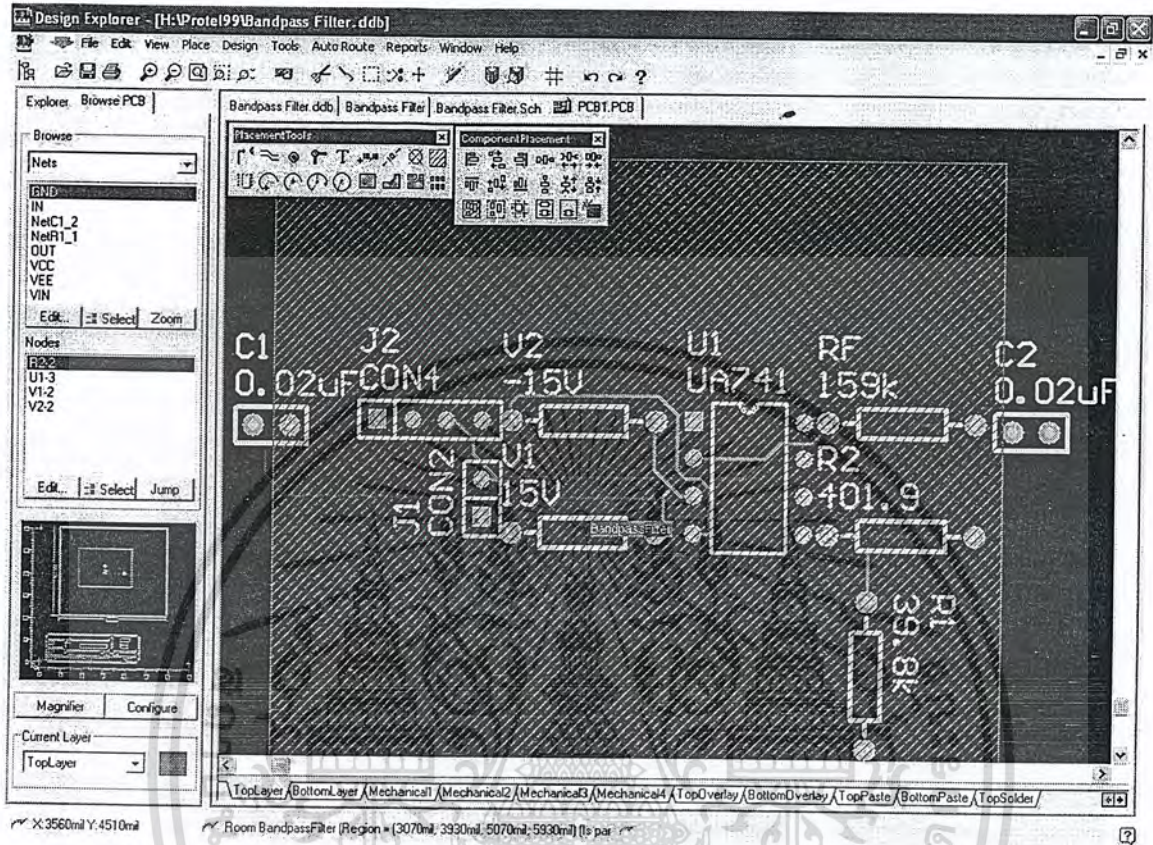 Design Explorer - [H:\Protel99\Bandpass Filter.ddb]
File Edit View Place Design Tools Auto Route Reports Window Help
Explorer Browse PCB
Bandpass Filter.ddb Bandpass Filter Bandpass Filter.Sch PCB1.PCB
Browse
Nets
GND
IN
NetC1_2
NetR1_1
OUT
VCC
VEE
VIN
Edit... Select Zoom
Nodes
R2-2
U1-3
V1-2
V2-2
Edit... Select Jump
Magnifier Configure
Current Layer
TopLayer
PlacementTools
ComponentPlacement
C1
0.02uF
J2
CON4
V2
-15V
U1
UA741
RF
159k
C2
0.02uF
J1
CON2
V1
15V
R2
401.9
BandpassFilter
R1
39.8k
TopLayer BottomLayer Mechanical1 Mechanical2 Mechanical3 Mechanical4 TopOverlay BottomOverlay TopPaste BottomPaste TopSolder
X:3560mil Y:4510mil Room BandpassFilter (Region = (3070mil, 3930mil, 5070mil, 5930mil) (Is par